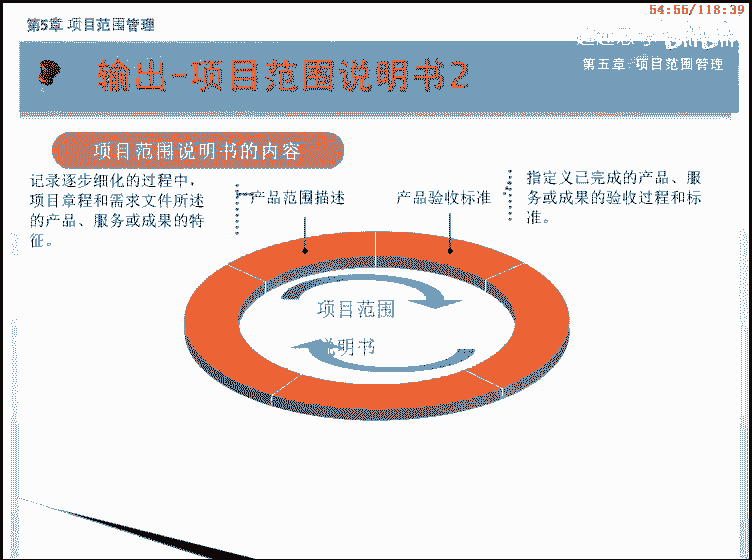 54:56/118:39
第5章 项目范围管理
第五章 项目范围管理
输出-项目范围说明书2
项目范围说明书的内容
记录逐步细化的过程中，
项目章程和需求文件所述
的产品、服务或成果的特
征。
产品范围描述
产品验收标准
指定义已完成的产品、服
务或成果的验收过程和标
准。
项目范围
说明书